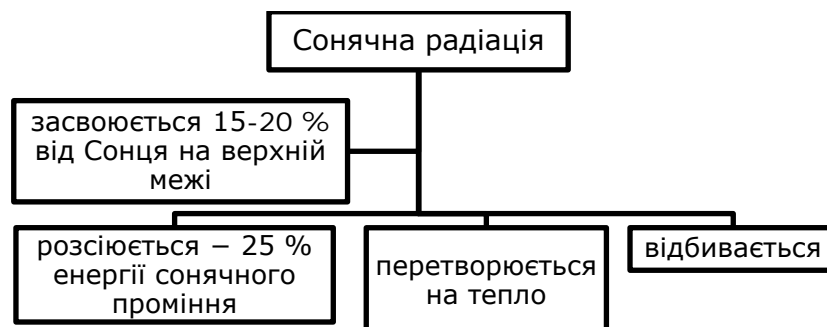 Сонячна радіація
засвоюється 15-20 %
від Сонця на верхній
межі
розсіюється – 25 %
енергії сонячного
проміння
перетворюється
на тепло
відбивається